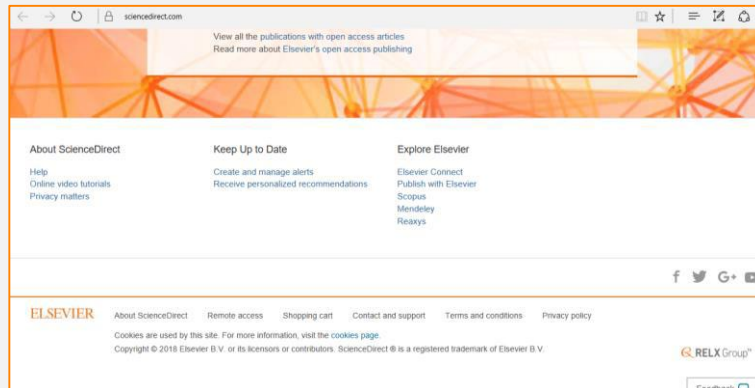 sciencedirect.com
View all the publications with open access articles
Read more about Elsevier's open access publishing
About ScienceDirect
Help
Online video tutorials
Privacy matters
Keep Up to Date
Create and manage alerts
Receive personalized recommendations
Explore Elsevier
Elsevier Connect
Publish with Elsevier
Scopus
Mendeley
Reaxys
f G+
ELSEVIER
About ScienceDirect Remote access Shopping cart Contact and support Terms and conditions Privacy policy
Cookies are used by this site. For more information, visit the cookies page.
Copyright © 2018 Elsevier B.V. or its licensors or contributors. ScienceDirect ® is a registered trademark of Elsevier B.V.
RELX Group™
Feedback